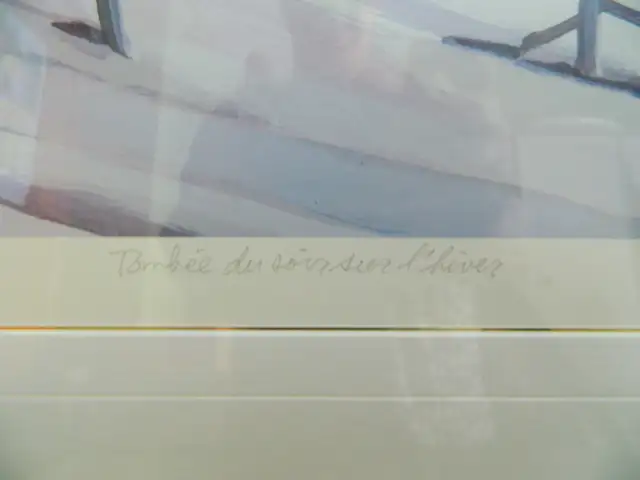 Tombée du soir sur l'hiver